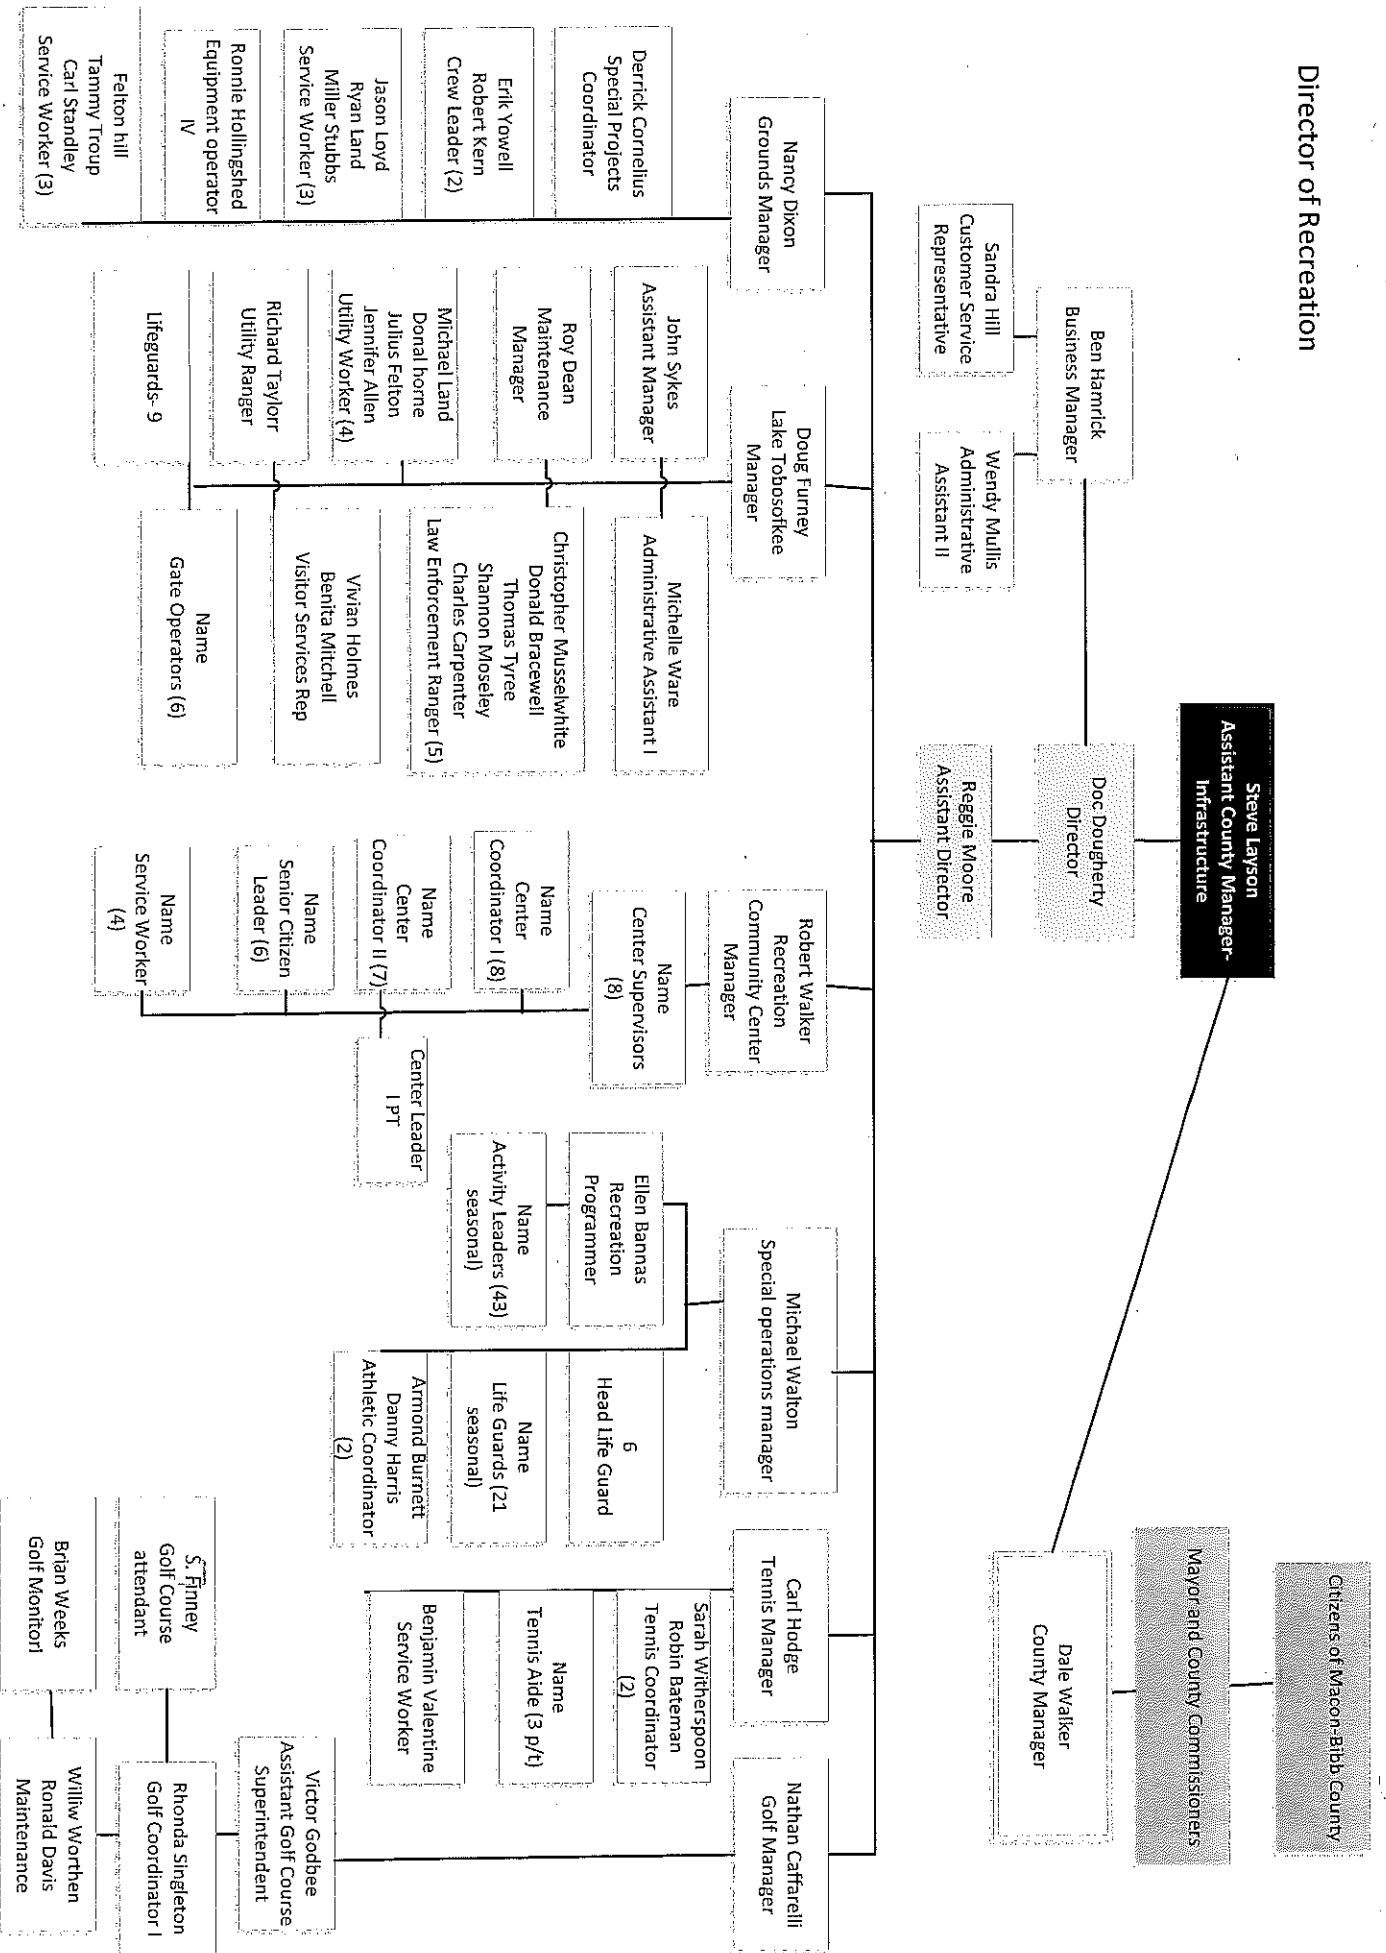 Director of Recreation
Citizens of Macon-Bibb County
Mayor and County Commissioners
Dale Walker
County Manager
Steve Layson
Assistant County Manager-
Infrastructure
Doc Dougherty
Director
Ben Hamrick
Business Manager
Sandra Hill
Customer Service
Representative
Wendy Mullis
Administrative
Assistant II
Reggie Moore
Assistant Director
Nancy Dixon
Grounds Manager
Derrick Cornelius
Special Projects
Coordinator
Erik Yowell
Robert Kern
Crew Leader (2)
Jason Loyd
Ryan Land
Miller Stubbs
Service Worker (3)
Ronnie Hollingshed
Equipment operator
IV
Felton hill
Tammy Troup
Carl Standley
Service Worker (3)
Doug Furney
Lake Tobosofkee
Manager
John Sykes
Assistant Manager
Michelle Ware
Administrative Assistant I
Roy Dean
Maintenance
Manager
Christopher Musselwhite
Donald Bracewell
Thomas Tyree
Shannon Moseley
Charles Carpenter
Law Enforcement Ranger (5)
Michael Land
Donal horne
Julius Felton
Jennifer Allen
Utility Worker (4)
Richard Taylorr
Utility Ranger
Vivian Holmes
Benita Mitchell
Visitor Services Rep
Lifeguards- 9
Name
Gate Operators (6)
Robert Walker
Recreation
Community Center
Manager
Name
Center Supervisors
(8)
Name
Center
Coordinator I (8)
Name
Center
Coordinator II (7)
Center Leader
I PT
Name
Senior Citizen
Leader (6)
Name
Service Worker
(4)
Michael Walton
Special operations manager
Ellen Bannas
Recreation
Programmer
Name
Activity Leaders (43)
seasonal)
6
Head Life Guard
Name
Life Guards (21
seasonal)
Armond Burnett
Danny Harris
Athletic Coordinator
(2)
Carl Hodge
Tennis Manager
Sarah Witherspoon
Robin Bateman
Tennis Coordinator
(2)
Name
Tennis Aide (3 p/t)
Benjamin Valentine
Service Worker
Nathan Caffarelli
Golf Manager
Victor Godbee
Assistant Golf Course
Superintendent
Rhonda Singleton
Golf Coordinator I
S. Finney
Golf Course
attendant
Williw Worthen
Ronald Davis
Maintenance
Brian Weeks
Golf MonitorI